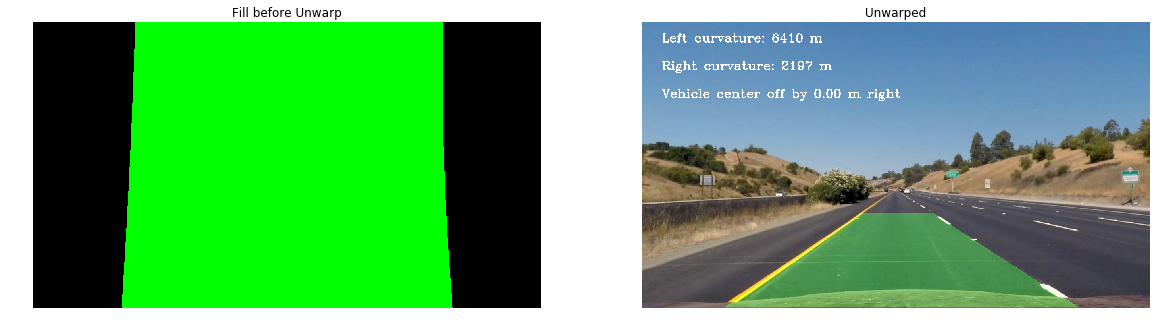 Fill before Unwarp
Unwarped
Left curvature: 6410 m
Right curvature: 2197 m
Vehicle center off by 0.00 m right